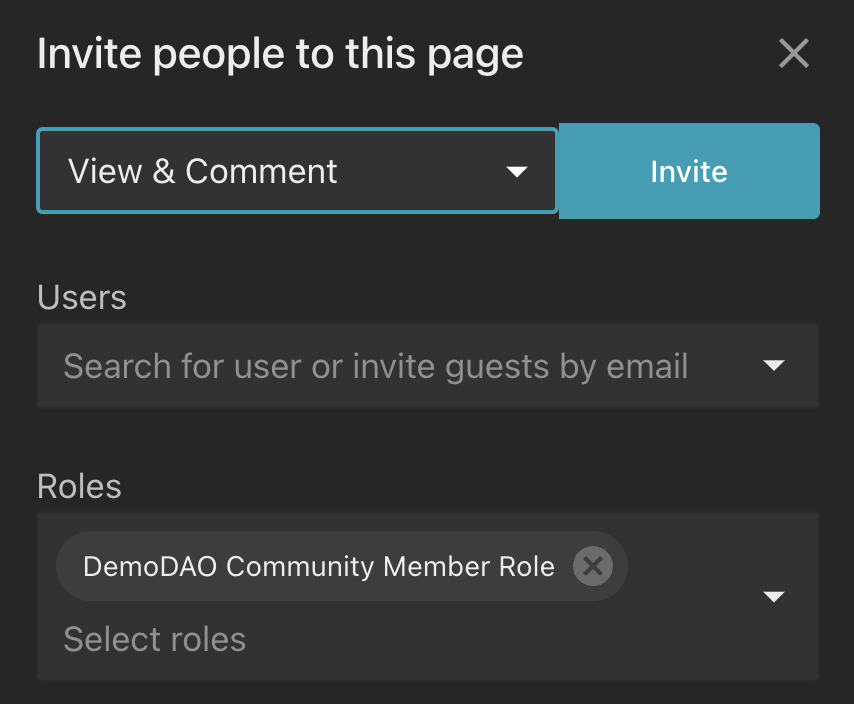 Invite people to this page
View & Comment
Invite
Users
Search for user or invite guests by email
Roles
DemoDAO Community Member Role
Select roles